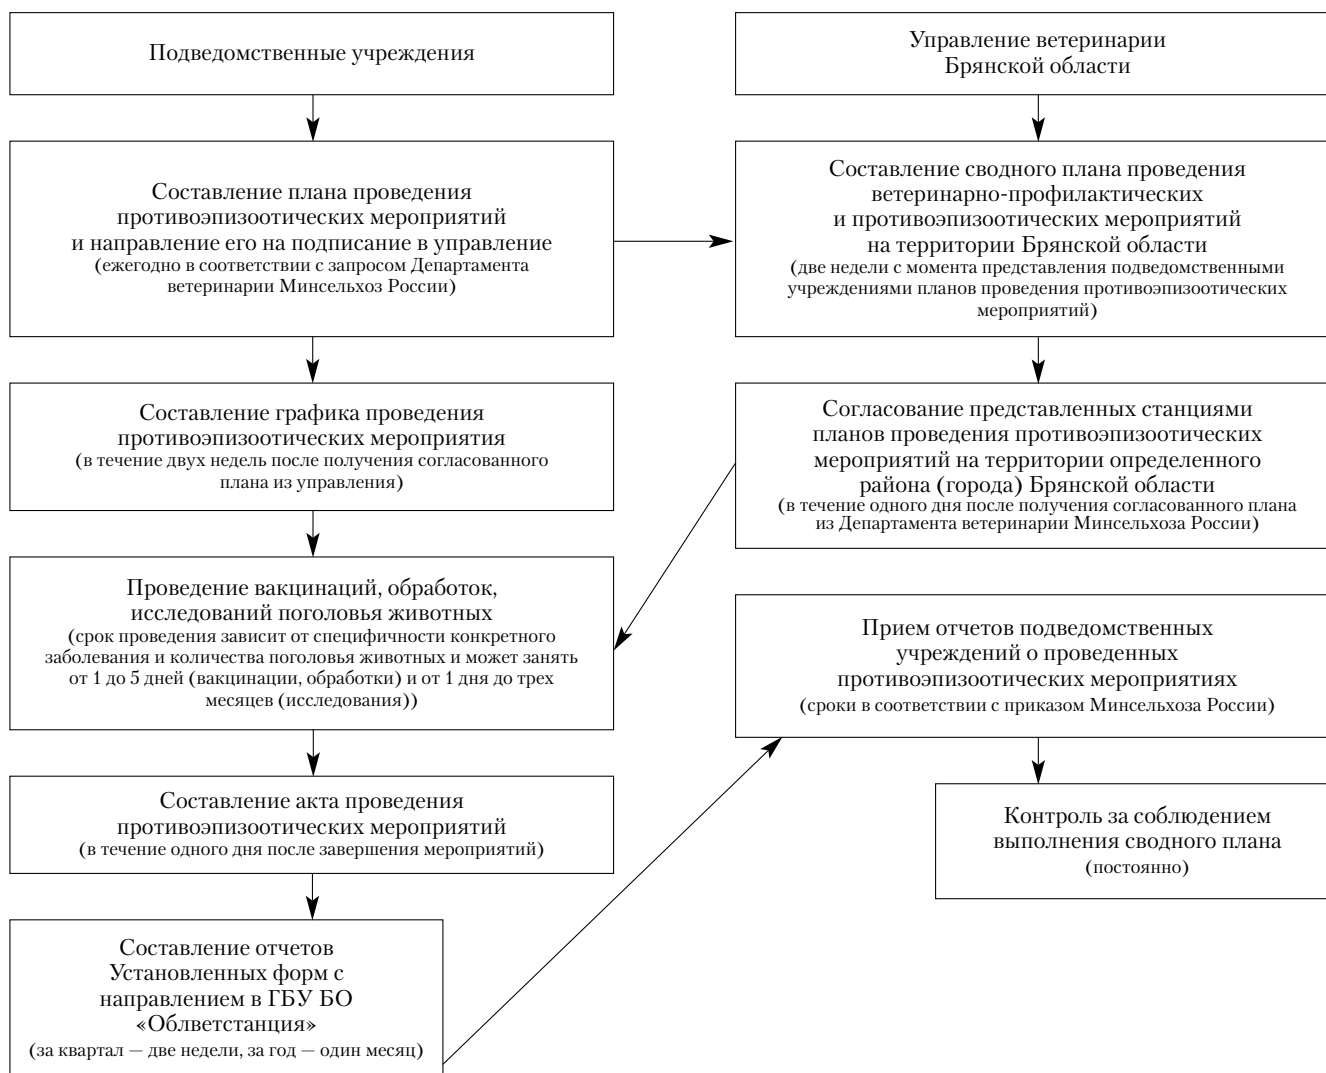 Подведомственные учреждения
Управление ветеринарии
Брянской области
Составление плана проведения
противоэпизоотических мероприятий
и направление его на подписание в управление
(ежегодно в соответствии с запросом Департамента
ветеринарии Минсельхоз России)
Составление сводного плана проведения
ветеринарно-профилактических
и противоэпизоотических мероприятий
на территории Брянской области
(две недели с момента представления подведомственными
учреждениями планов проведения противоэпизоотических
мероприятий)
Составление графика проведения
противоэпизоотических мероприятия
(в течение двух недель после получения согласованного
плана из управления)
Согласование представленных станциями
планов проведения противоэпизоотических
мероприятий на территории определенного
района (города) Брянской области
(в течение одного дня после получения согласованного плана
из Департамента ветеринарии Минсельхоза России)
Проведение вакцинаций, обработок,
исследований поголовья животных
(срок проведения зависит от специфичности конкретного
заболевания и количества поголовья животных и может занять
от 1 до 5 дней (вакцинации, обработки) и от 1 дня до трех
месяцев (исследования))
Прием отчетов подведомственных
учреждений о проведенных
противоэпизоотических мероприятиях
(сроки в соответствии с приказом Минсельхоза России)
Составление акта проведения
противоэпизоотических мероприятий
(в течение одного дня после завершения мероприятий)
Контроль за соблюдением
выполнения сводного плана
(постоянно)
Составление отчетов
Установленных форм с
направлением в ГБУ БО
«Облветстанция»
(за квартал — две недели, за год — один месяц)